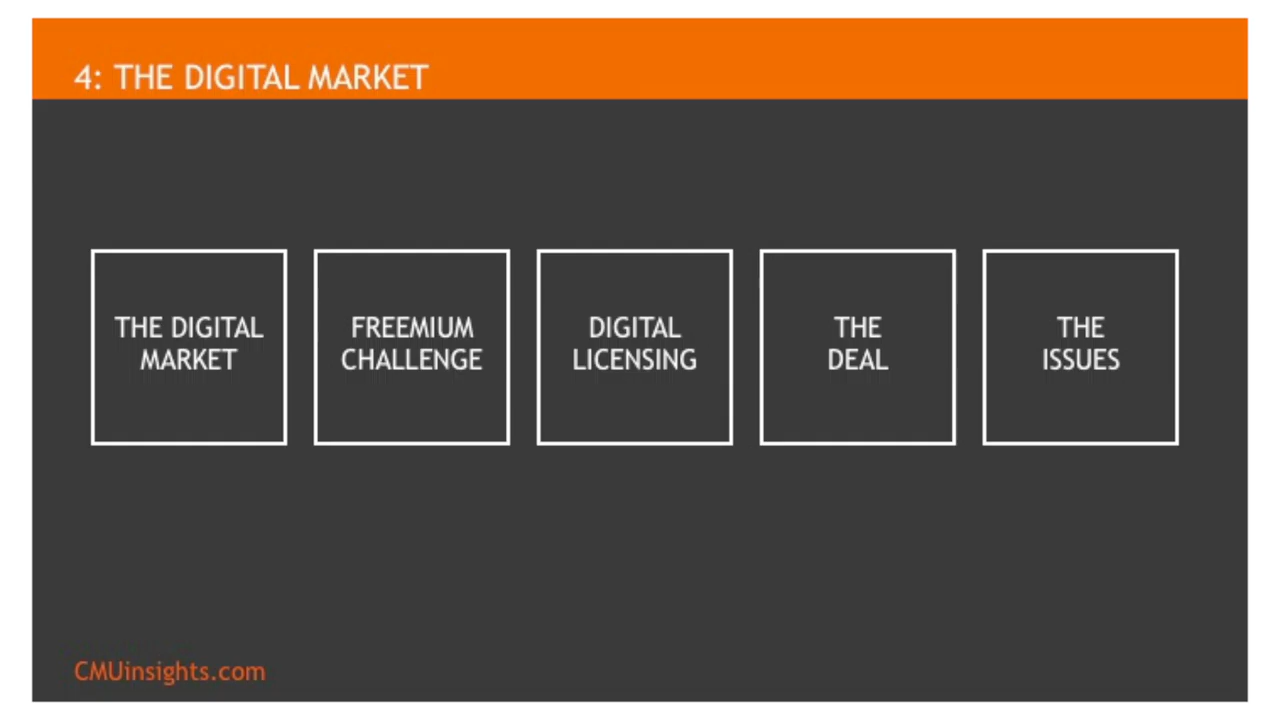 4: THE DIGITAL MARKET
THE DIGITAL
MARKET
FREEMIUM
CHALLENGE
DIGITAL
LICENSING
THE
DEAL
THE
ISSUES
CMUinsights.com